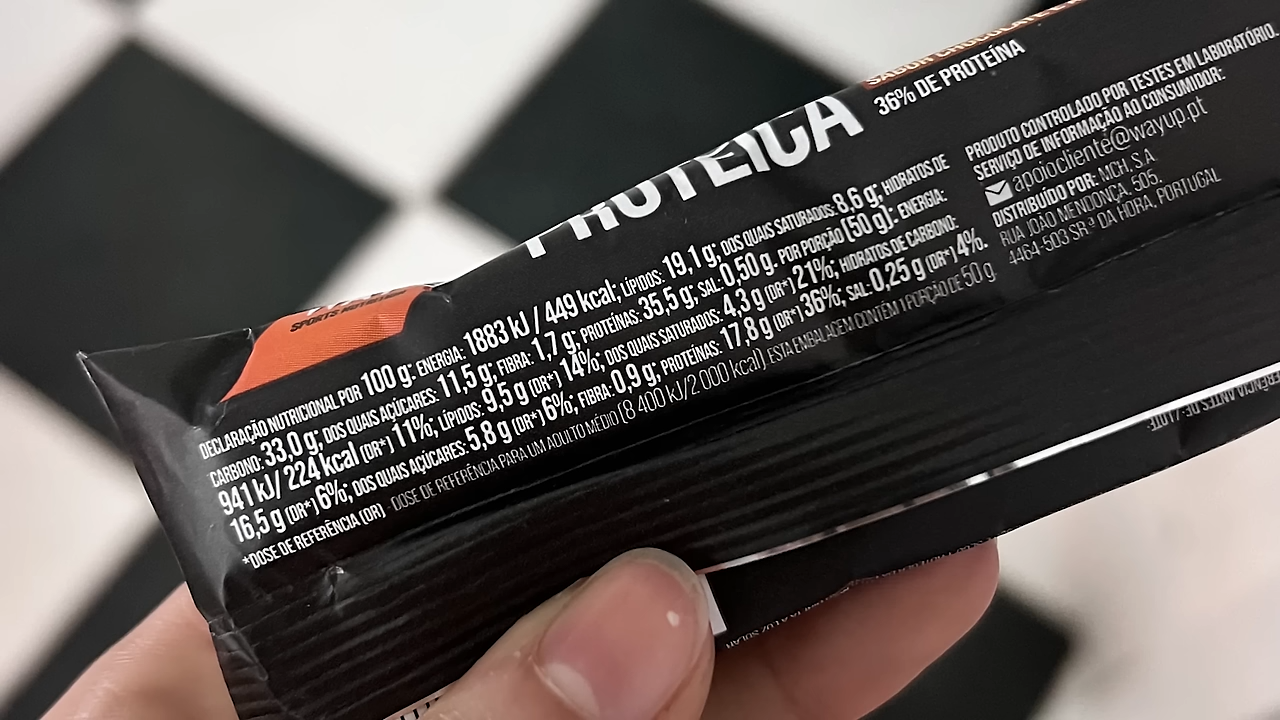 SABOR CHOCOLATE
36% DE PROTEÍNA
PROTEICA
SPORTS NUTRITION
DECLARAÇÃO NUTRICIONAL POR 100 g: ENERGIA: 1883 kJ / 449 kcal; LÍPIDOS: 19,1 g; DOS QUAIS SATURADOS: 8,6 g; HIDRATOS DE
CARBONO: 33,0 g; DOS QUAIS AÇÚCARES: 11,5 g; FIBRA: 1,7 g; PROTEÍNAS: 35,5 g; SAL: 0,50 g. POR PORÇÃO (50 g): ENERGIA:
941 kJ / 224 kcal (DR*) 11%; LÍPIDOS: 9,5 g (DR*) 14%; DOS QUAIS SATURADOS: 4,3 g (DR*) 21%; HIDRATOS DE CARBONO:
16,5 g (DR*) 6%; DOS QUAIS AÇÚCARES: 5,8 g (DR*) 6%; FIBRA: 0,9 g; PROTEÍNAS: 17,8 g (DR*) 36%; SAL: 0,25 g (DR*) 4%.
*DOSE DE REFERÊNCIA (DR) - DOSE DE REFERÊNCIA PARA UM ADULTO MÉDIO (8 400 kJ/2 000 kcal). ESTA EMBALAGEM CONTÉM 1 PORÇÃO DE 50 g.
PRODUTO CONTROLADO POR TESTES EM LABORATÓRIO.
SERVIÇO DE INFORMAÇÃO AO CONSUMIDOR:
apoiocliente@wayup.pt
DISTRIBUÍDO POR: MCH, S.A.
RUA JOÃO MENDONÇA, 505,
4464-503 SR.ª DA HORA, PORTUGAL